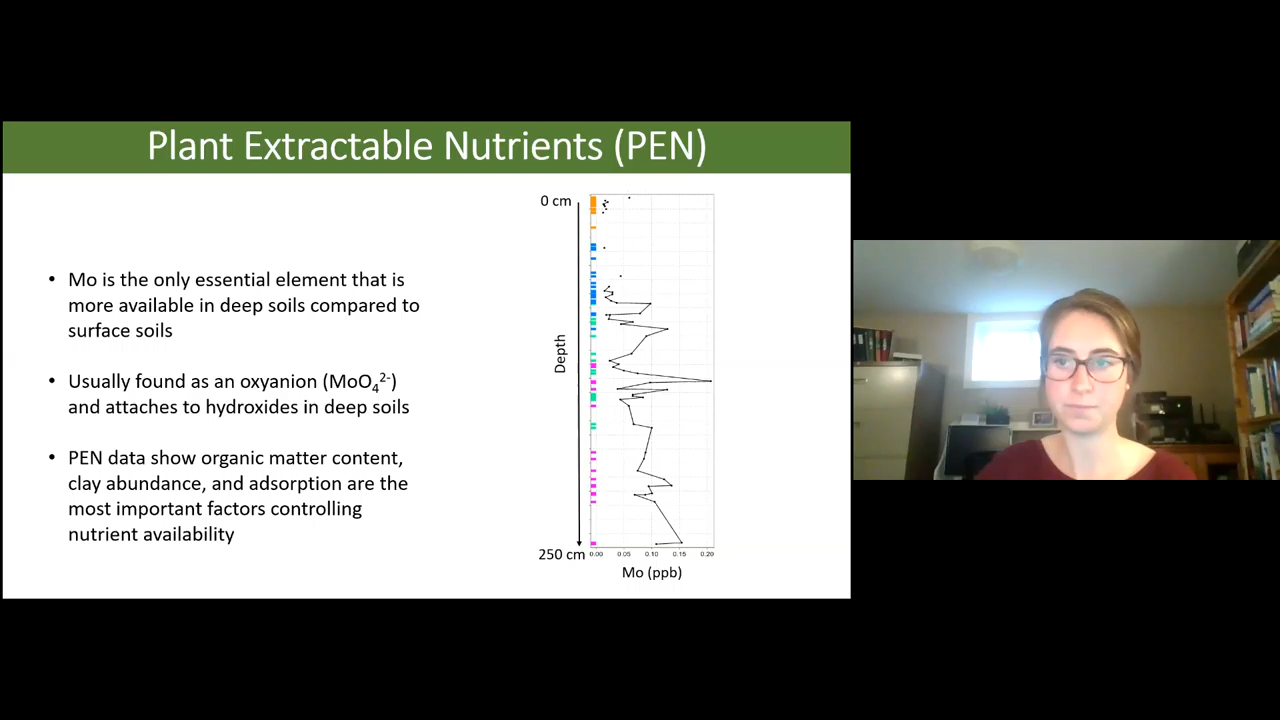 Plant Extractable Nutrients (PEN)
• Mo is the only essential element that is
more available in deep soils compared to
surface soils
• Usually found as an oxyanion (MoO₄²⁻)
and attaches to hydroxides in deep soils
• PEN data show organic matter content,
clay abundance, and adsorption are the
most important factors controlling
nutrient availability
0 cm
Depth
250 cm
0.00 0.05 0.10 0.15 0.20
Mo (ppb)